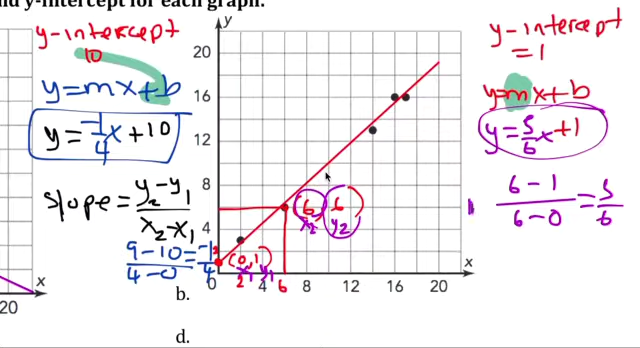 nd y-intercept for each graph.
y-intercept
10
y=mx+b
y=-1/4x+10
slope=y2-y1/x2-x1
9-10/4-0=-1/4
y
20
16
12
8
4
0
2
4
6
8
12
16
20
x
(6, 6)
x2 y2
(0,1)
x1 y1
b.
d.
x
20
y-intercept
=1
y=mx+b
y=5/6x+1
6-1/6-0=5/6